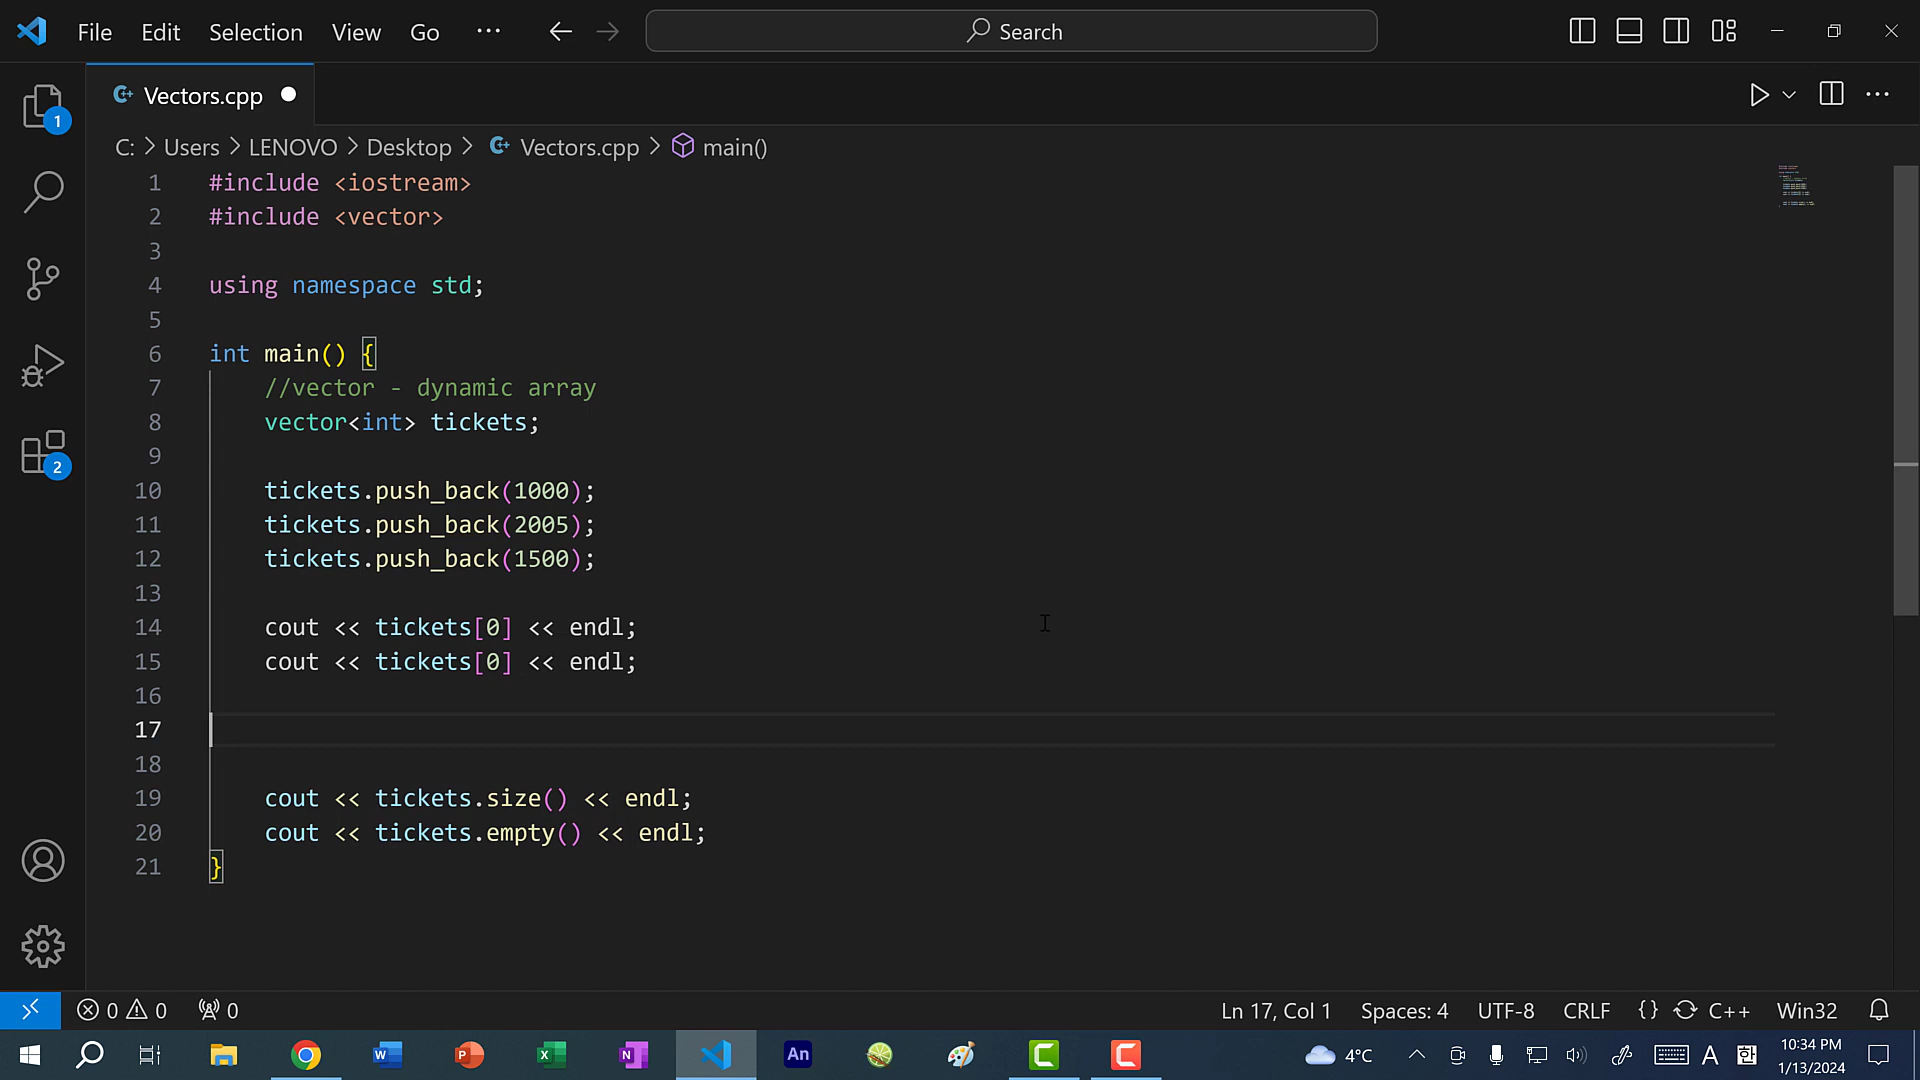 File Edit Selection View Go ··· Search
Vectors.cpp
C: > Users > LENOVO > Desktop > Vectors.cpp > main()
1 #include <iostream>
2 #include <vector>
3
4 using namespace std;
5
6 int main() {
7 //vector - dynamic array
8 vector<int> tickets;
9
10 tickets.push_back(1000);
11 tickets.push_back(2005);
12 tickets.push_back(1500);
13
14 cout << tickets[0] << endl;
15 cout << tickets[0] << endl;
16
17
18
19 cout << tickets.size() << endl;
20 cout << tickets.empty() << endl;
21 }
1
2
0 0 0 Ln 17, Col 1 Spaces: 4 UTF-8 CRLF {} C++ Win32
W P X N An C C 4°C A 한 10:34 PM
1/13/2024